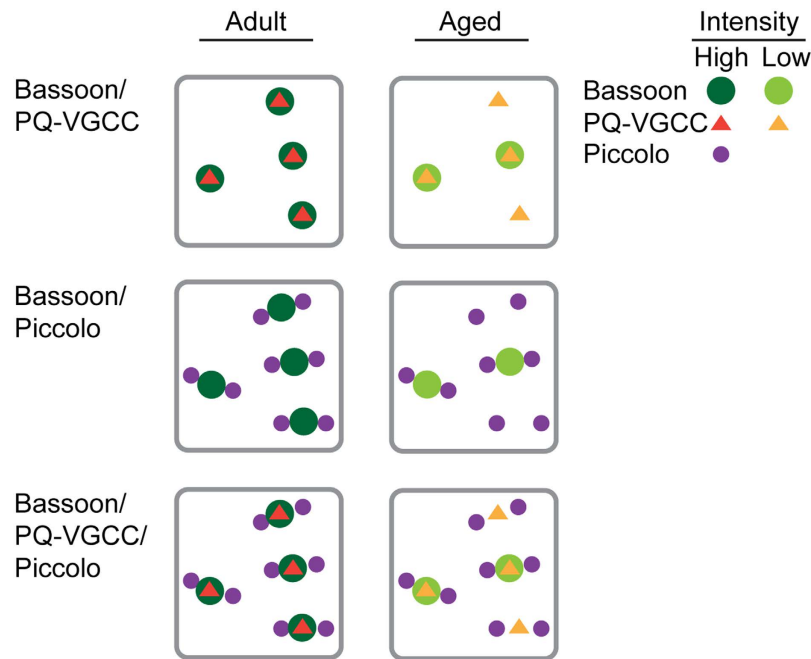 Adult Aged Intensity
High Low
Bassoon/
PQ-VGCC
Bassoon
PQ-VGCC
Piccolo
Bassoon/
Piccolo
Bassoon/
PQ-VGCC/
Piccolo